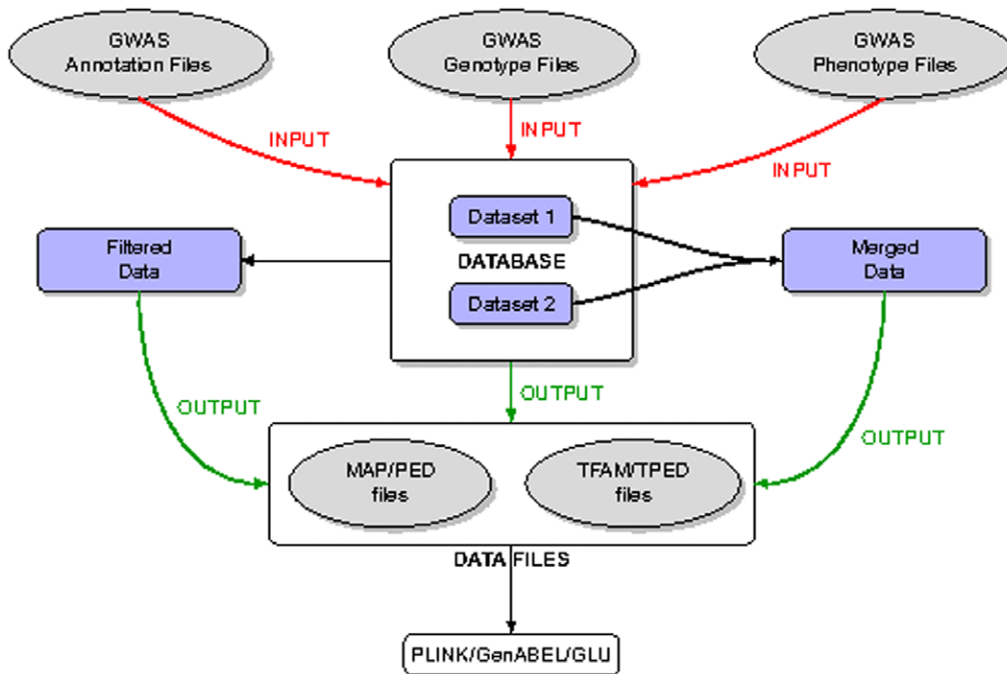 GWAS
Annotation Files
GWAS
Genotype Files
GWAS
Phenotype Files
INPUT
INPUT
INPUT
Dataset 1
DATABASE
Dataset 2
Filtered
Data
Merged
Data
OUTPUT
OUTPUT
OUTPUT
MAP/PED
files
TFAM/TPED
files
DATA FILES
PLINK/GenABEL/GLU